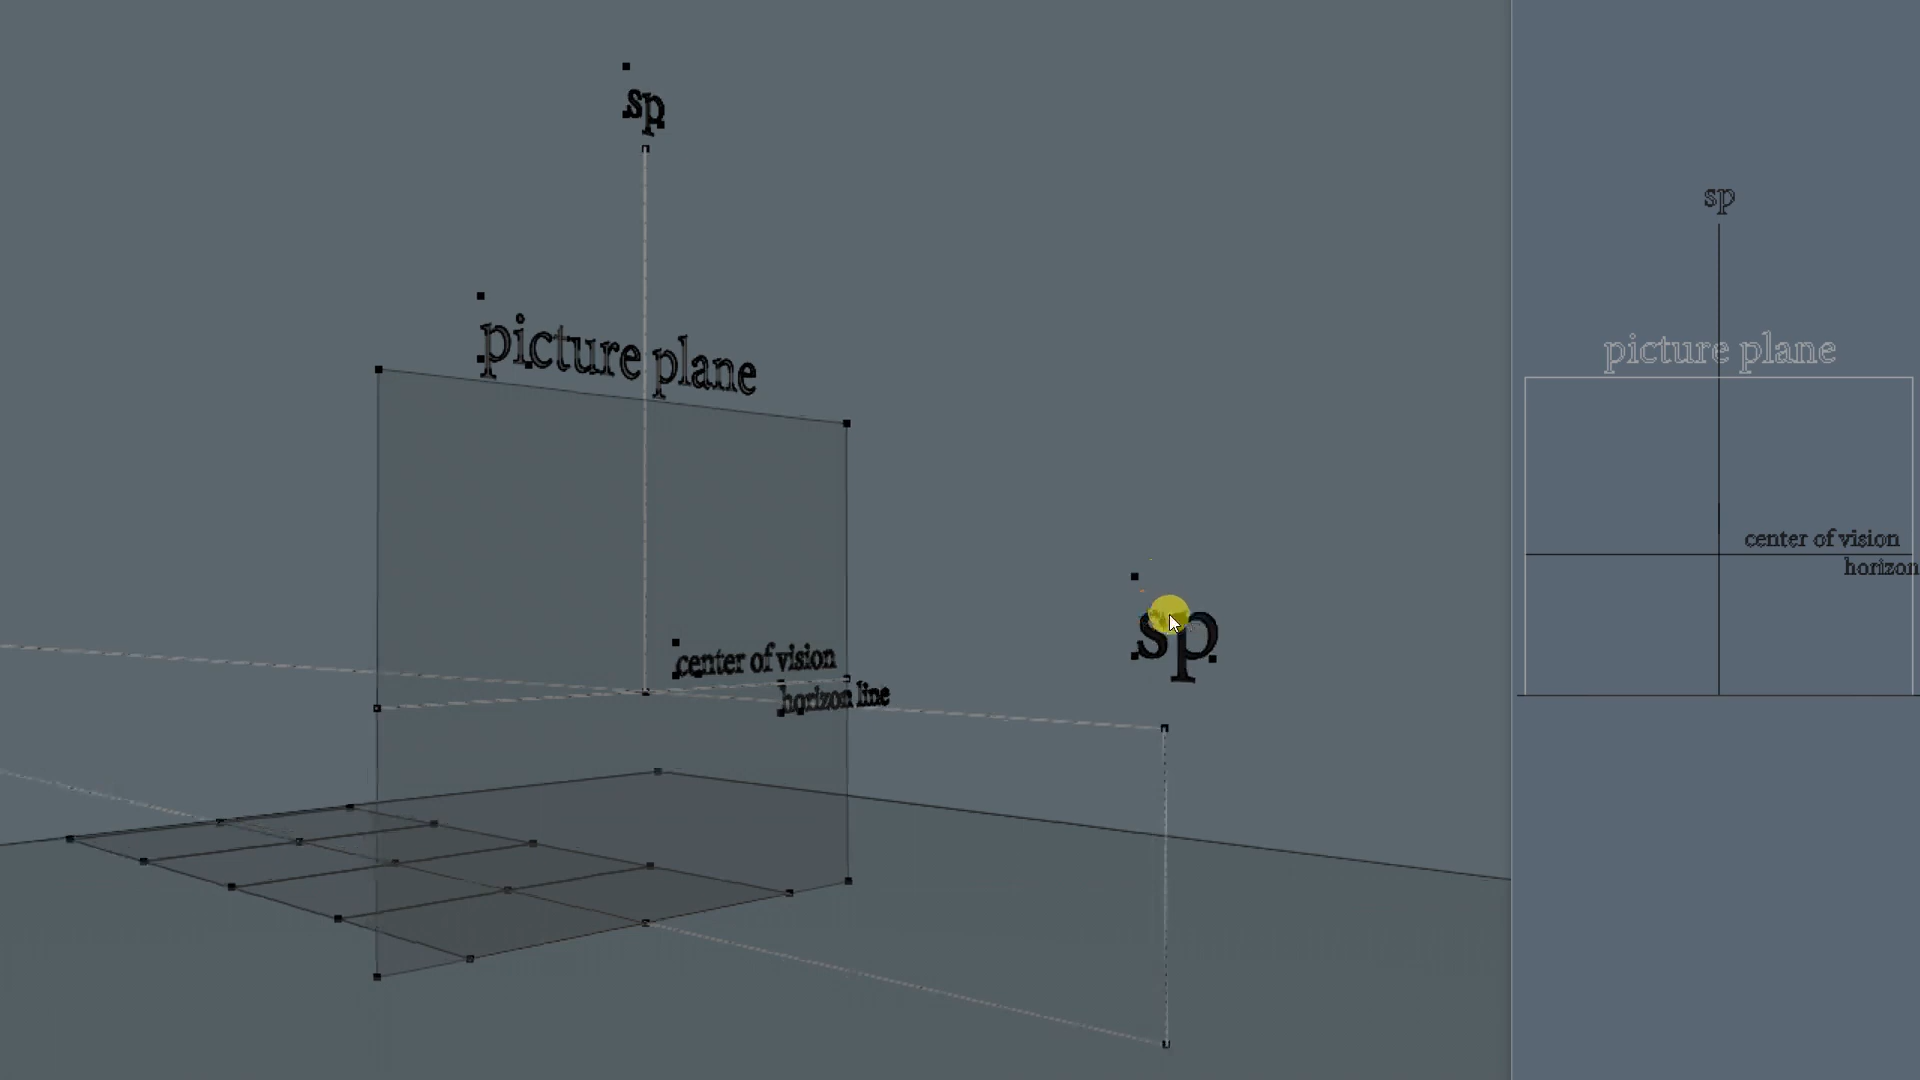 sp
picture plane
center of vision
horizon line
sp
sp
picture plane
center of vision
horizon